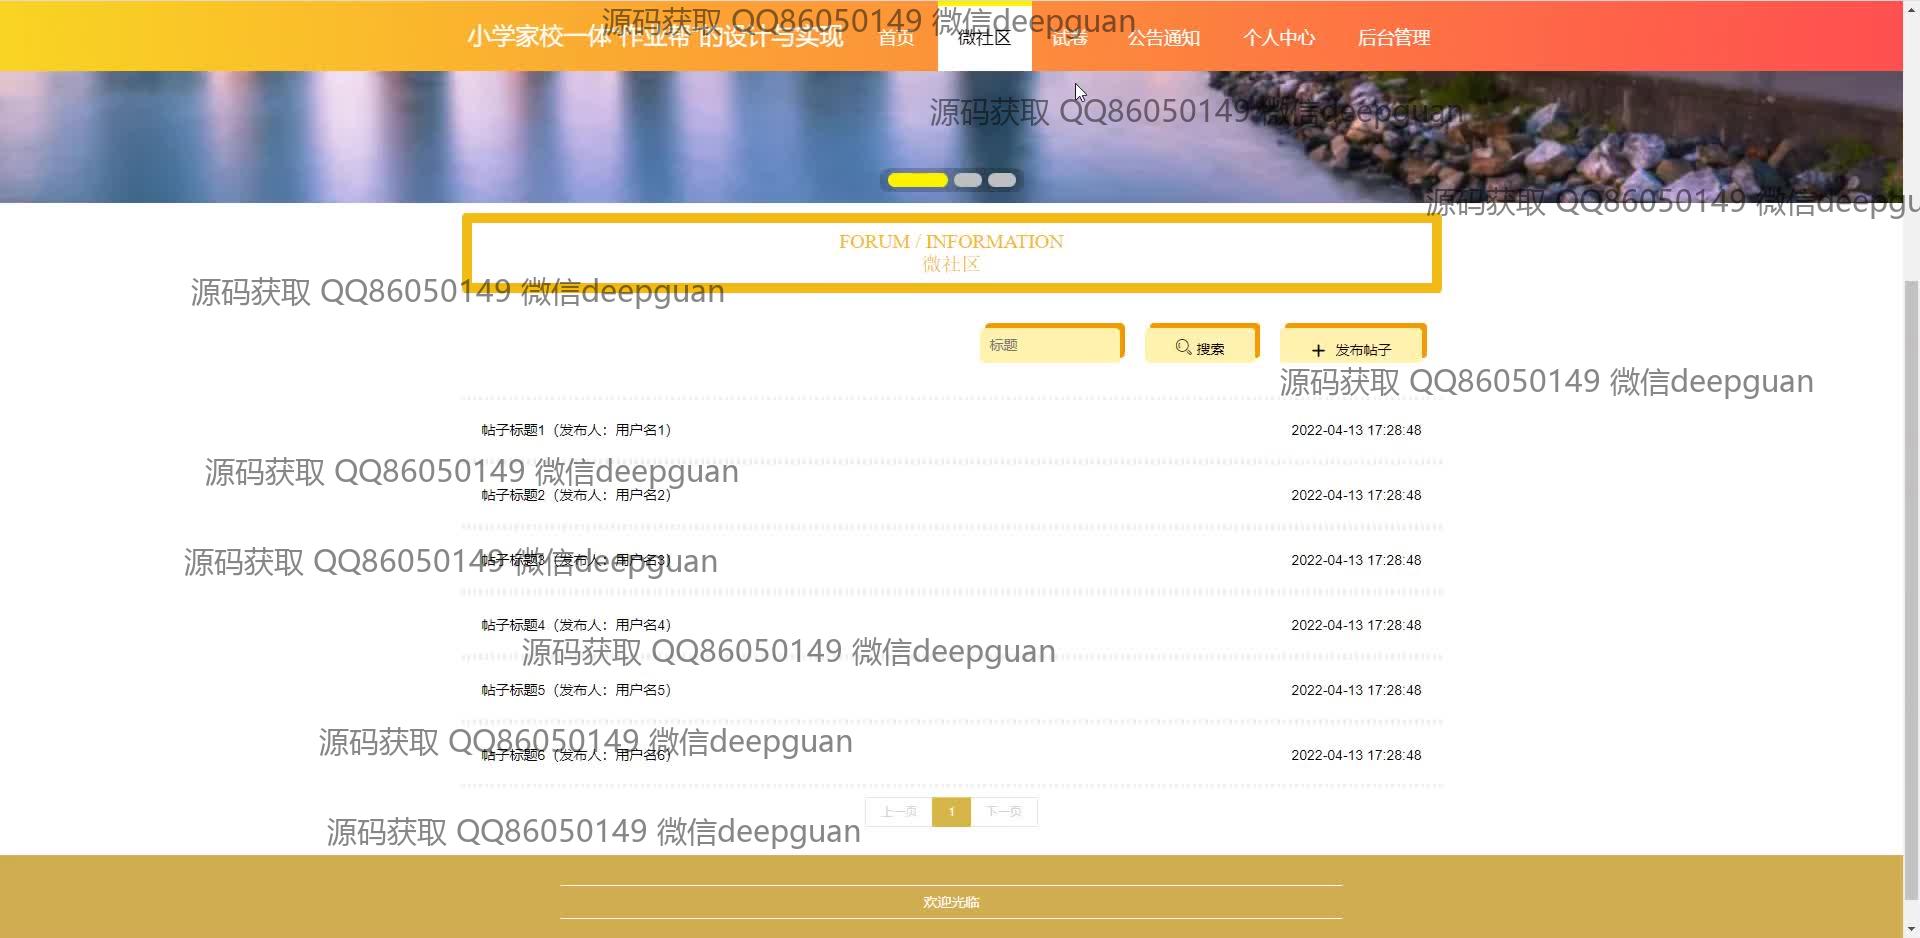 源码获取 QQ86050149 微信deepguan
小学家校一体"作业帮"的设计与实现 首页 微社区 试卷 公告通知 个人中心 后台管理
源码获取 QQ86050149 微信deepguan
源码获取 QQ86050149 微信deepgu
FORUM / INFORMATION
微社区
源码获取 QQ86050149 微信deepguan
标题 搜索 发布帖子
源码获取 QQ86050149 微信deepguan
帖子标题1（发布人：用户名1） 2022-04-13 17:28:48
源码获取 QQ86050149 微信deepguan
帖子标题2（发布人：用户名2） 2022-04-13 17:28:48
源码获取 QQ86050149 微信deepguan
帖子标题3（发布人：用户名3） 2022-04-13 17:28:48
帖子标题4（发布人：用户名4） 2022-04-13 17:28:48
源码获取 QQ86050149 微信deepguan
帖子标题5（发布人：用户名5） 2022-04-13 17:28:48
源码获取 QQ86050149 微信deepguan
帖子标题6（发布人：用户名6） 2022-04-13 17:28:48
上一页 1 下一页
源码获取 QQ86050149 微信deepguan
欢迎光临